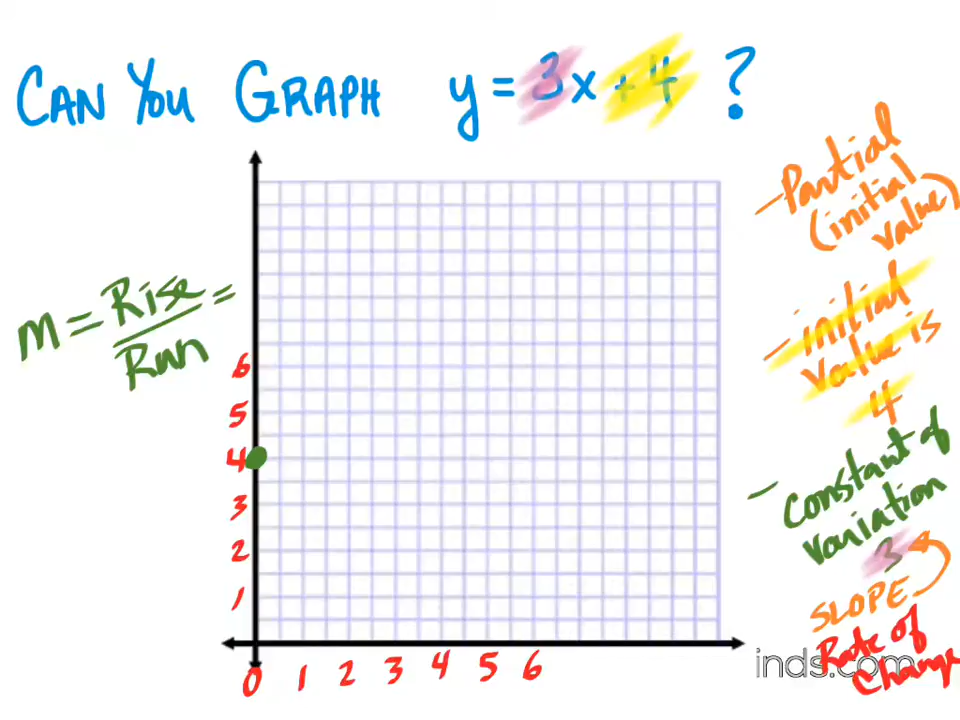 CAN YOU GRAPH y = 3x + 4 ?
- Partial
(initial
value)
- initial
value is
4
- constant of
variation
3
SLOPE
Rate of
Change
m = Rise =
Run
6
5
4
3
2
1
0 1 2 3 4 5 6
inds.com